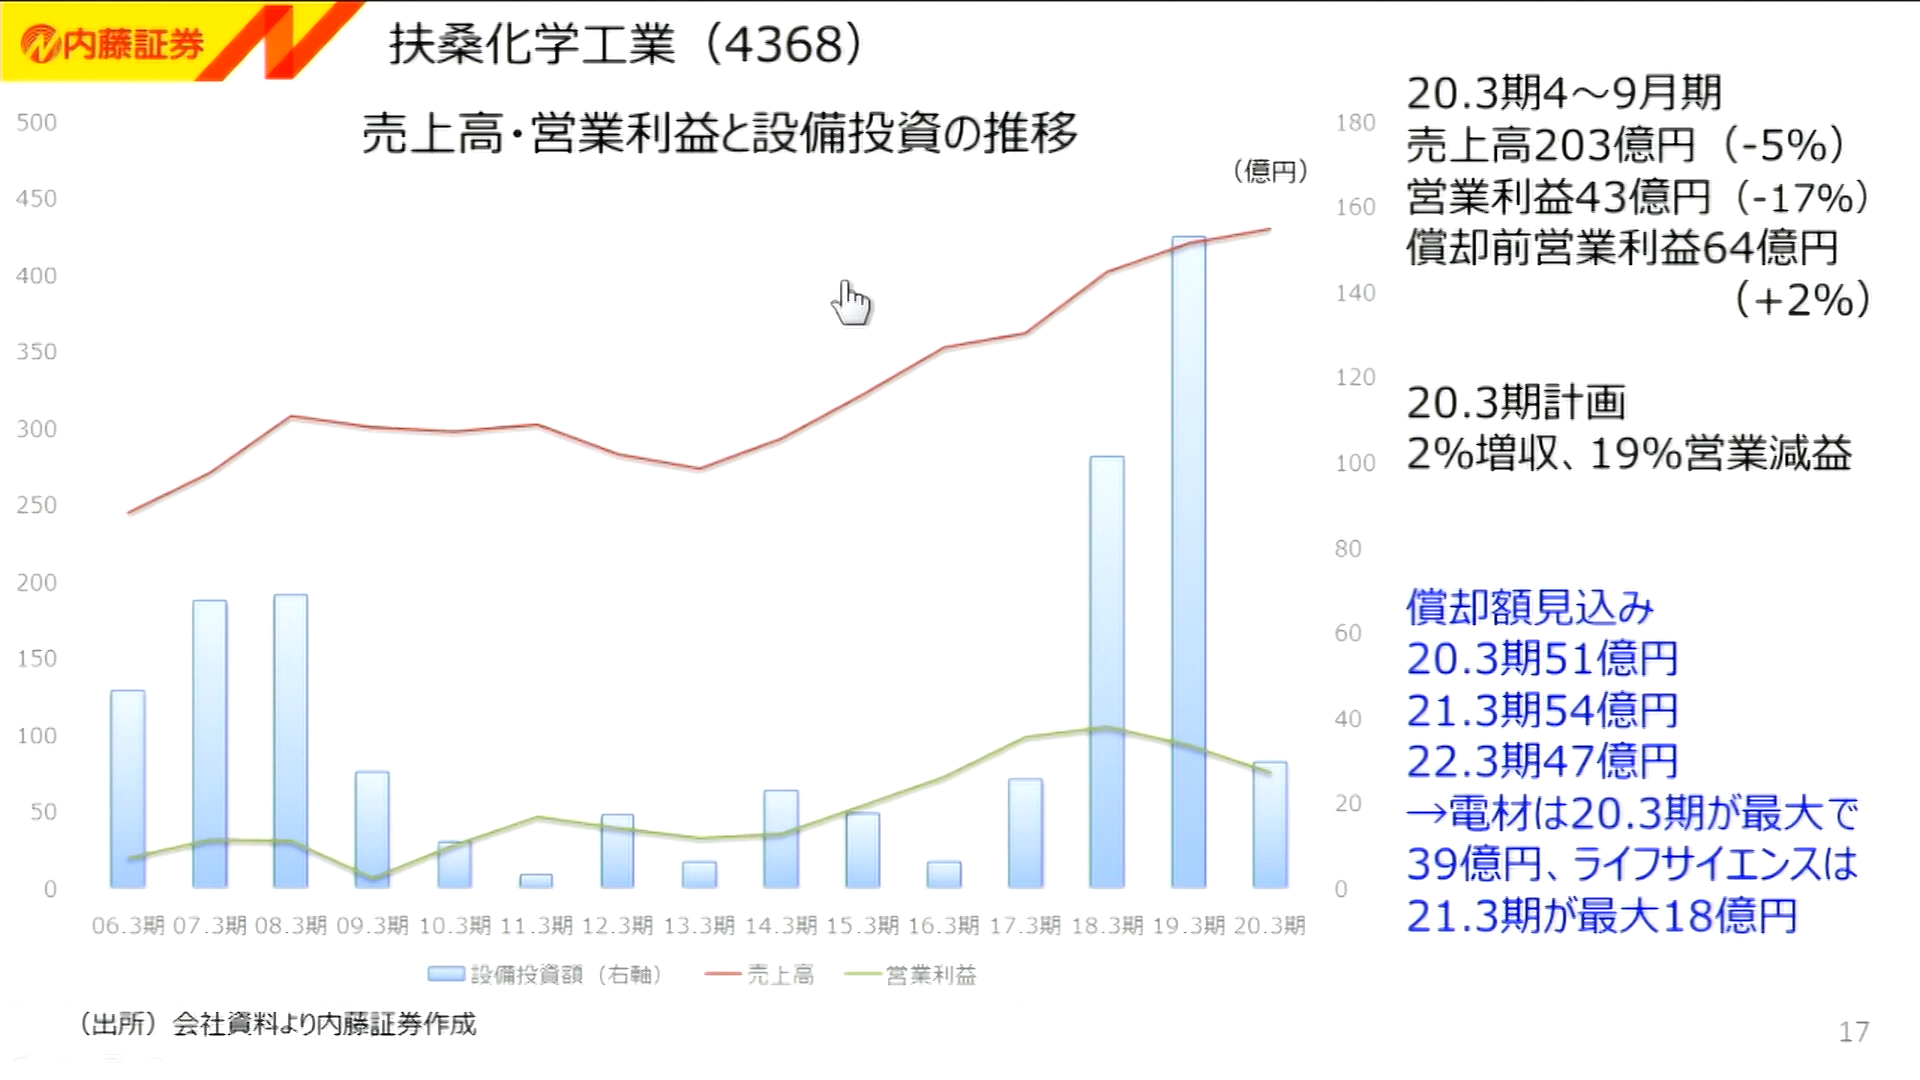 内藤証券
扶桑化学工業（4368）
売上高・営業利益と設備投資の推移
（億円）
500
450
400
350
300
250
200
150
100
50
0
180
160
140
120
100
80
60
40
20
0
06.3期 07.3期 08.3期 09.3期 10.3期 11.3期 12.3期 13.3期 14.3期 15.3期 16.3期 17.3期 18.3期 19.3期 20.3期
設備投資額（右軸） 売上高 営業利益
（出所）会社資料より内藤証券作成
20.3期4～9月期
売上高203億円（-5%）
営業利益43億円（-17%）
償却前営業利益64億円
（+2%）
20.3期計画
2%増収、19%営業減益
償却額見込み
20.3期51億円
21.3期54億円
22.3期47億円
→電材は20.3期が最大で
39億円、ライフサイエンスは
21.3期が最大18億円
17